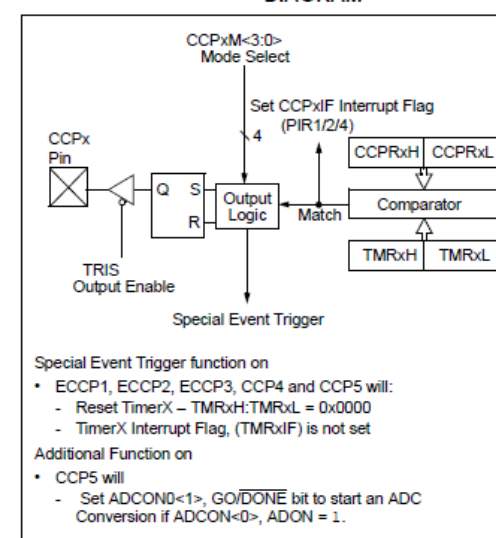 DIAGRAM
CCPxM<3:0>
Mode Select
Set CCPxIF Interrupt Flag
(PIR1/2/4)
4
CCPx
Pin
CCPRxH CCPRxL
Q S
R
Output
Logic
Match
Comparator
TMRxH TMRxL
TRIS
Output Enable
Special Event Trigger
Special Event Trigger function on
• ECCP1, ECCP2, ECCP3, CCP4 and CCP5 will:
- Reset TimerX – TMRxH:TMRxL = 0x0000
- TimerX Interrupt Flag, (TMRxIF) is not set
Additional Function on
• CCP5 will
- Set ADCON0<1>, GO/DONE bit to start an ADC
Conversion if ADCON<0>, ADON = 1.